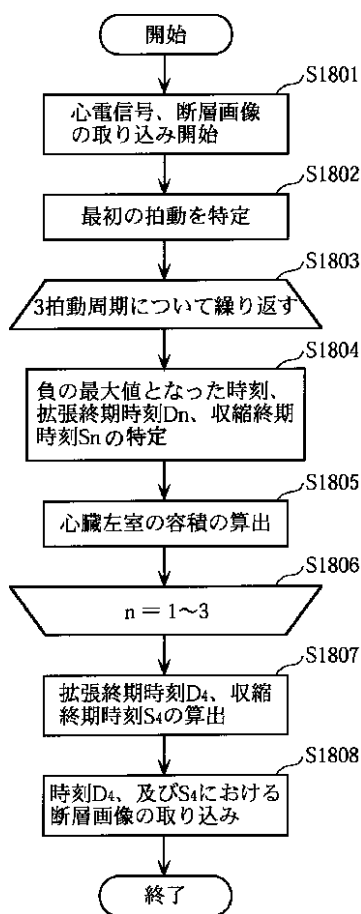 開始
S1801
心電信号、断層画像
の取り込み開始
S1802
最初の拍動を特定
S1803
3拍動周期について繰り返す
S1804
負の最大値となった時刻、
拡張終期時刻Dn、収縮終期
時刻Snの特定
S1805
心臓左室の容積の算出
S1806
n = 1～3
S1807
拡張終期時刻D₄、収縮
終期時刻S₄の算出
S1808
時刻D₄、及びS₄における
断層画像の取り込み
終了